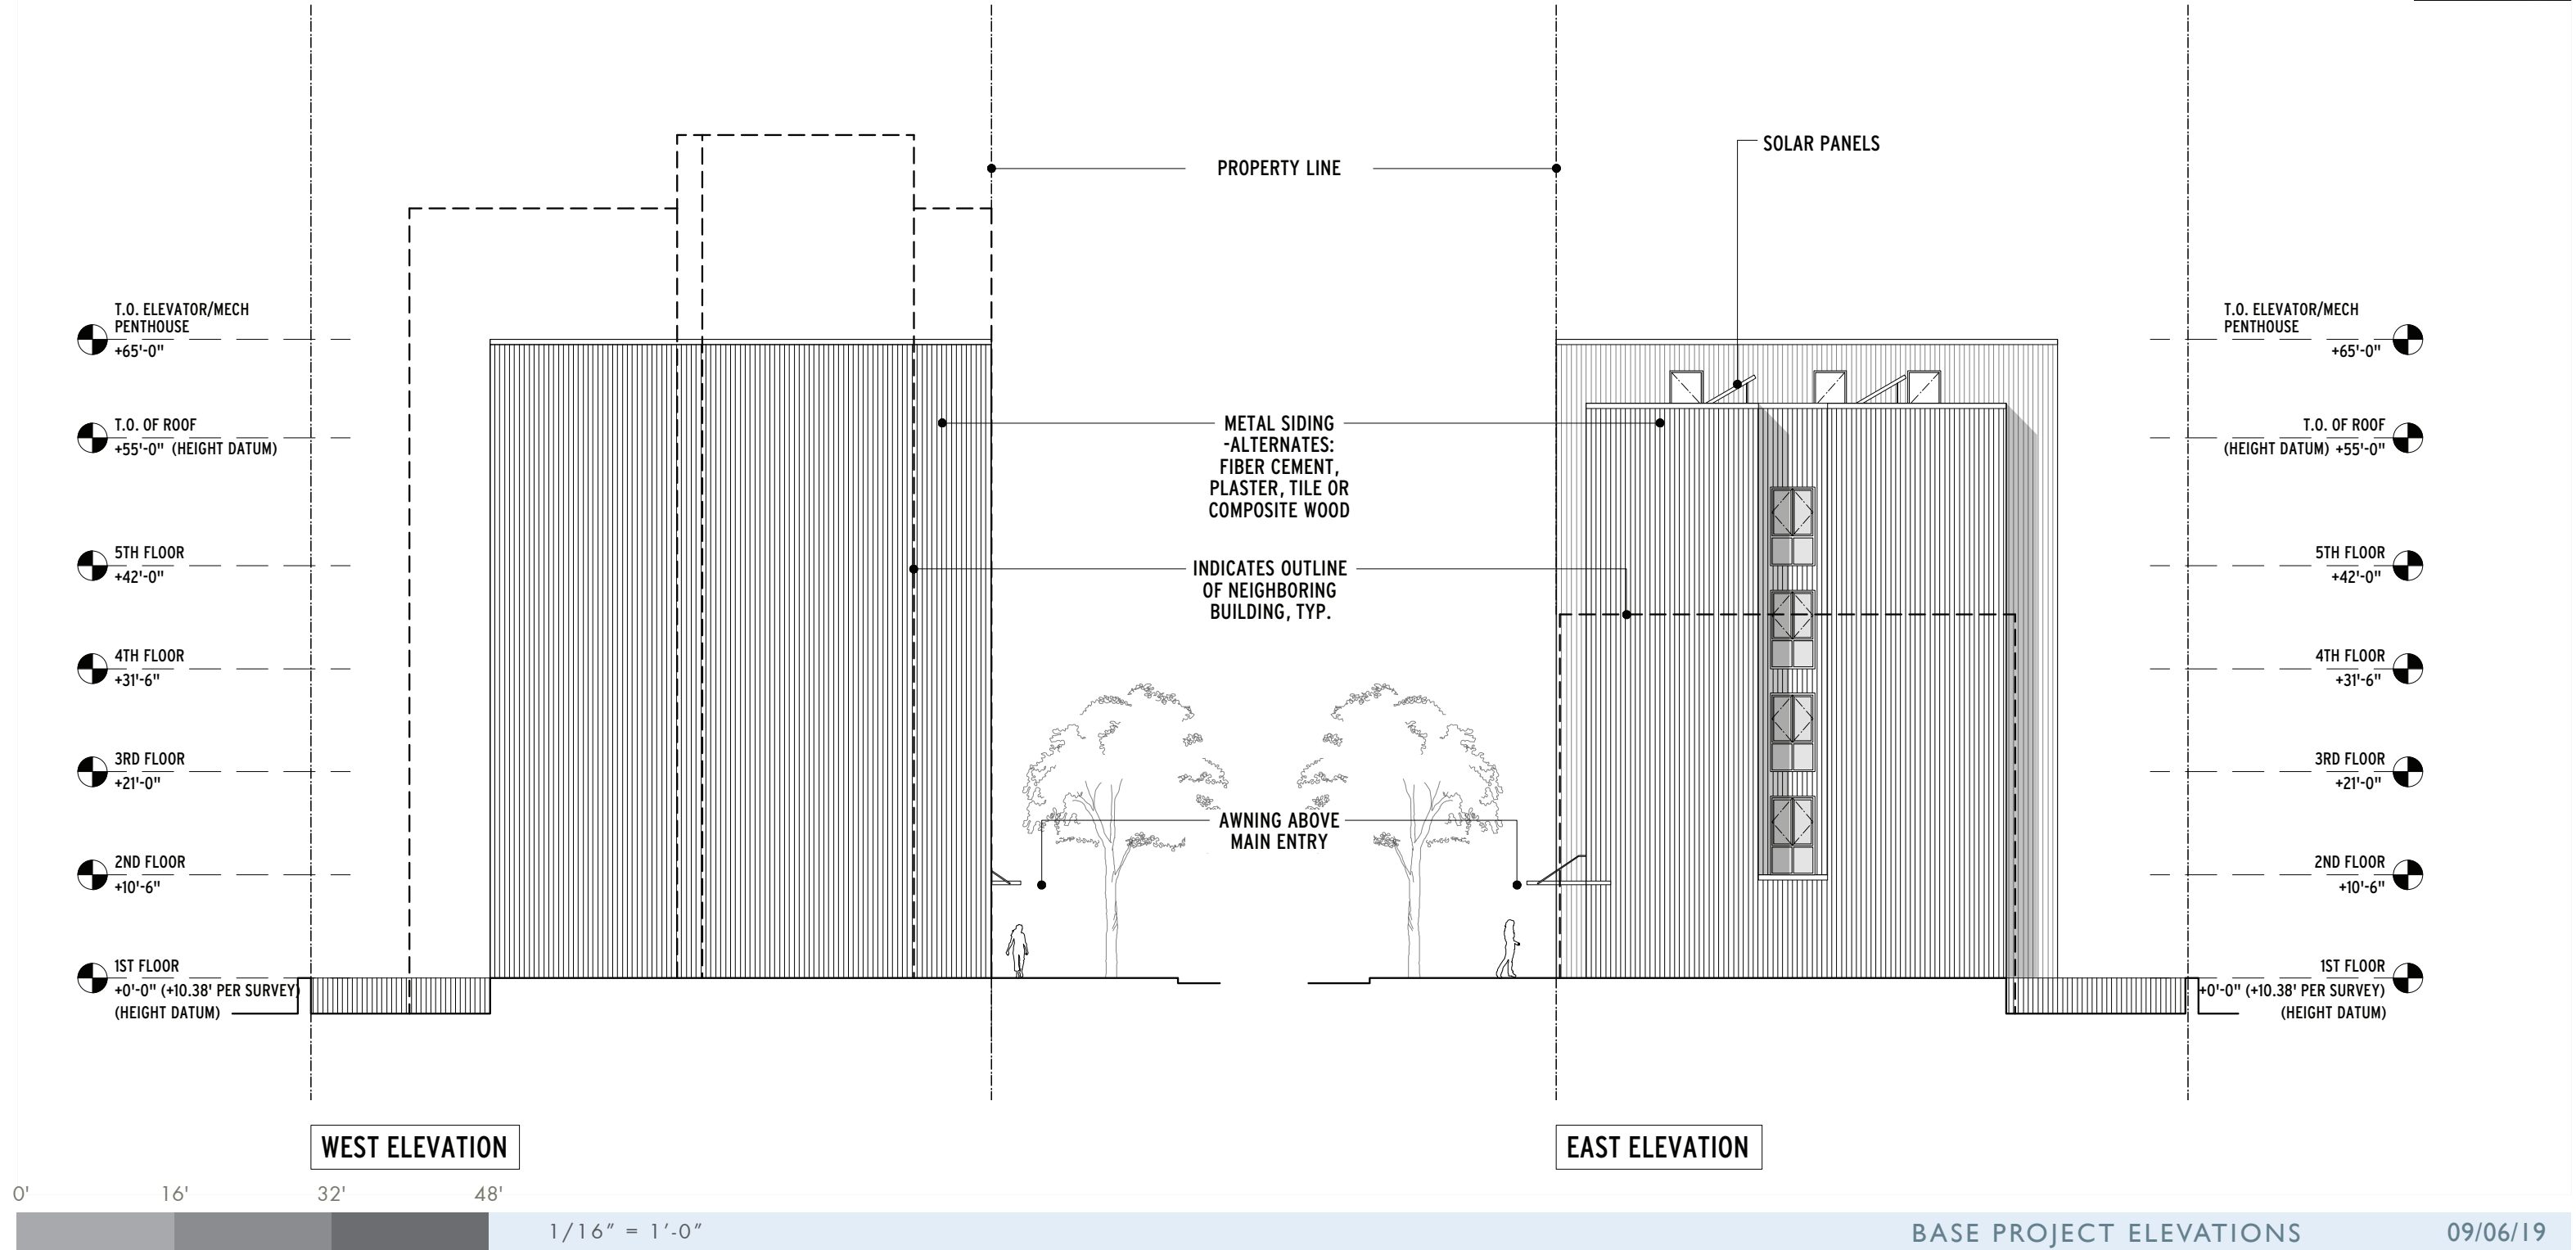 PROPERTY LINE
SOLAR PANELS
T.O. ELEVATOR/MECH
PENTHOUSE
+65'-0"
T.O. OF ROOF
+55'-0" (HEIGHT DATUM)
5TH FLOOR
+42'-0"
4TH FLOOR
+31'-6"
3RD FLOOR
+21'-0"
2ND FLOOR
+10'-6"
1ST FLOOR
+0'-0" (+10.38' PER SURVEY)
(HEIGHT DATUM)
METAL SIDING
-ALTERNATES:
FIBER CEMENT,
PLASTER, TILE OR
COMPOSITE WOOD
INDICATES OUTLINE
OF NEIGHBORING
BUILDING, TYP.
AWNING ABOVE
MAIN ENTRY
T.O. ELEVATOR/MECH
PENTHOUSE
+65'-0"
T.O. OF ROOF
(HEIGHT DATUM) +55'-0"
5TH FLOOR
+42'-0"
4TH FLOOR
+31'-6"
3RD FLOOR
+21'-0"
2ND FLOOR
+10'-6"
1ST FLOOR
+0'-0" (+10.38' PER SURVEY)
(HEIGHT DATUM)
WEST ELEVATION
EAST ELEVATION
0' 16' 32' 48'
1/16" = 1'-0"
BASE PROJECT ELEVATIONS
09/06/19